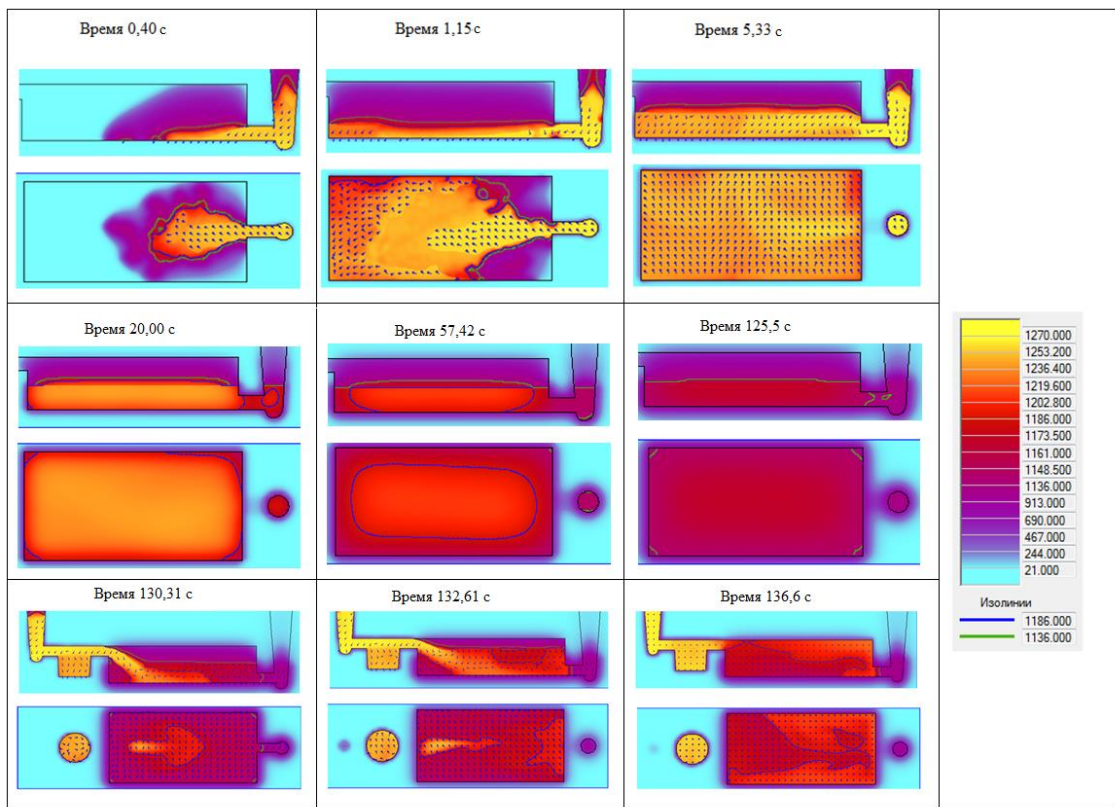 Время 0,40 с
Время 1,15 с
Время 5,33 с
Время 20,00 с
Время 57,42 с
Время 125,5 с
Время 130,31 с
Время 132,61 с
Время 136,6 с
1270.000
1253.200
1236.400
1219.600
1202.800
1186.000
1173.500
1161.000
1148.500
1136.000
913.000
690.000
467.000
244.000
21.000
Изолинии
1186.000
1136.000